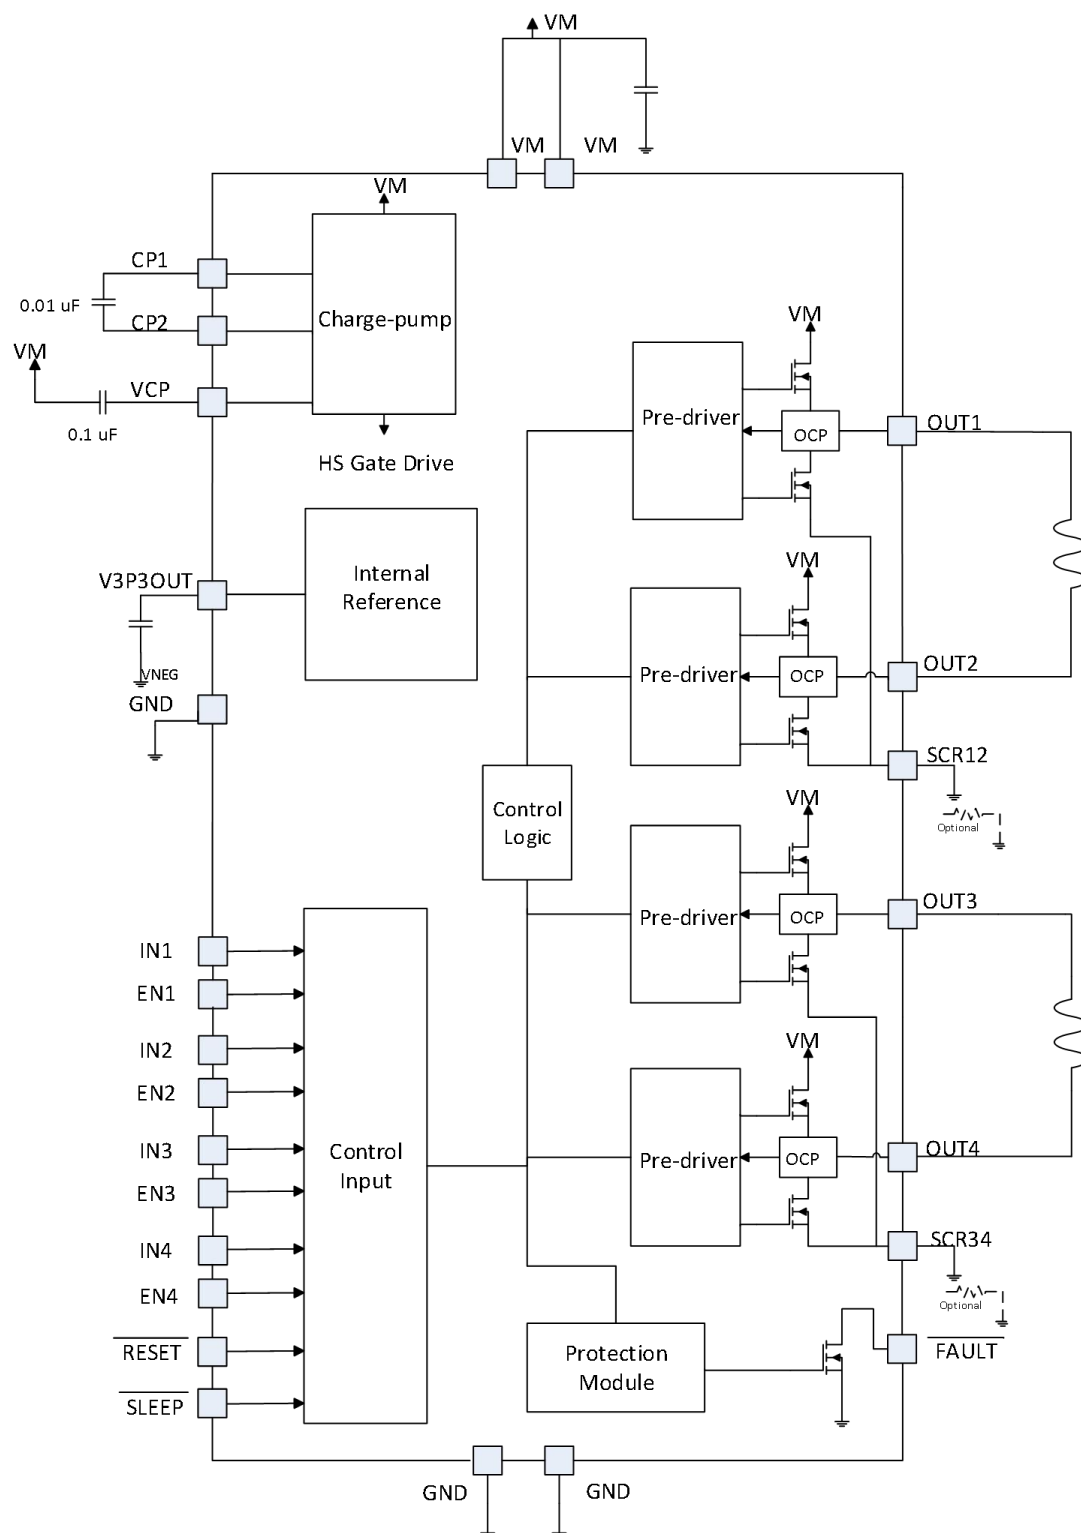 VM
VM
VM
VM
CP1
0.01 uF
CP2
Charge-pump
VM
VCP
0.1 uF
HS Gate Drive
VM
Pre-driver
OCP
OUT1
V3P3OUT
Internal
Reference
VNEG
GND
VM
Pre-driver
OCP
OUT2
SCR12
Optional
Control
Logic
VM
Pre-driver
OCP
OUT3
IN1
EN1
IN2
EN2
IN3
EN3
IN4
EN4
RESET
SLEEP
Control
Input
VM
Pre-driver
OCP
OUT4
SCR34
Optional
Protection
Module
FAULT
GND
GND